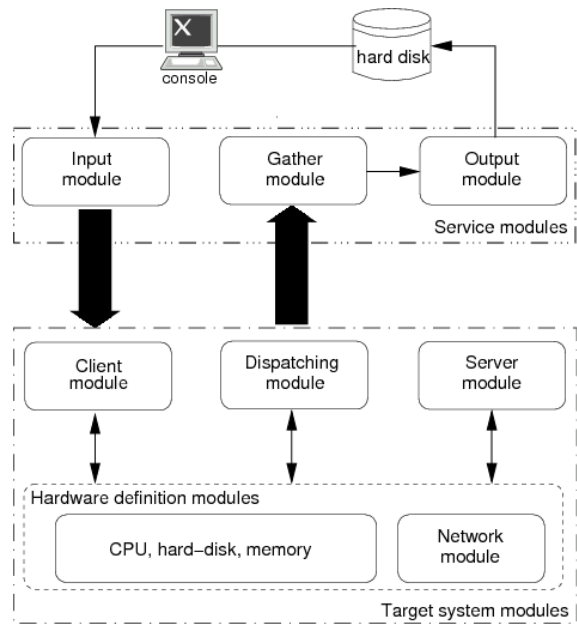 X
console
hard disk
Input
module
Gather
module
Output
module
Service modules
Client
module
Dispatching
module
Server
module
Hardware definition modules
CPU, hard-disk, memory
Network
module
Target system modules